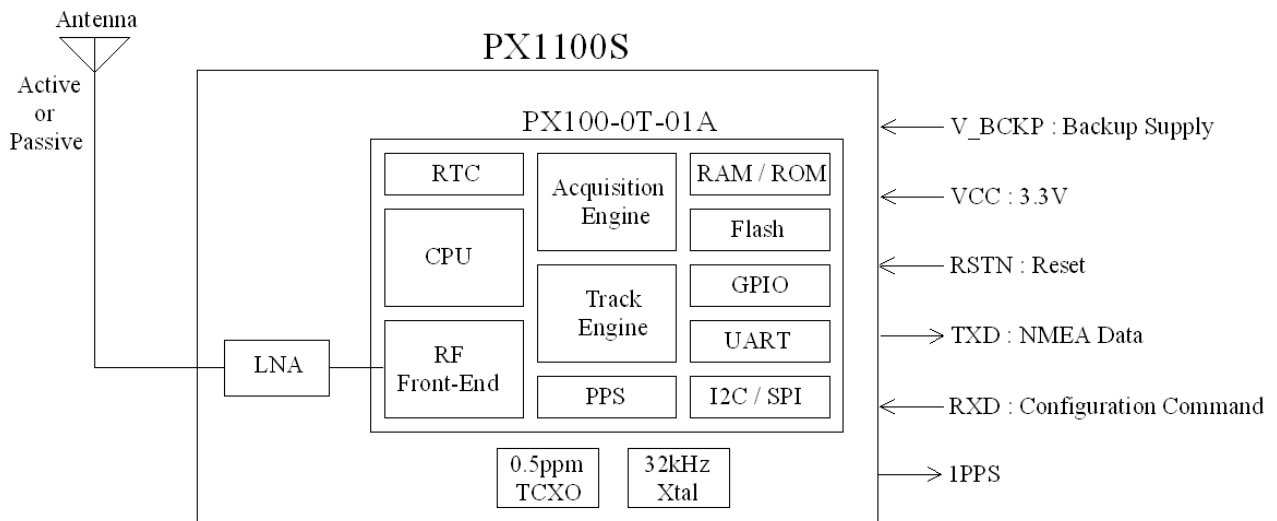 Antenna
Active
or
Passive
PX1100S
PX100-0T-01A
RTC
CPU
RF
Front-End
Acquisition
Engine
Track
Engine
PPS
RAM / ROM
Flash
GPIO
UART
I2C / SPI
LNA
0.5ppm
TCXO
32kHz
Xtal
V_BCKP : Backup Supply
VCC : 3.3V
RSTN : Reset
TXD : NMEA Data
RXD : Configuration Command
1PPS